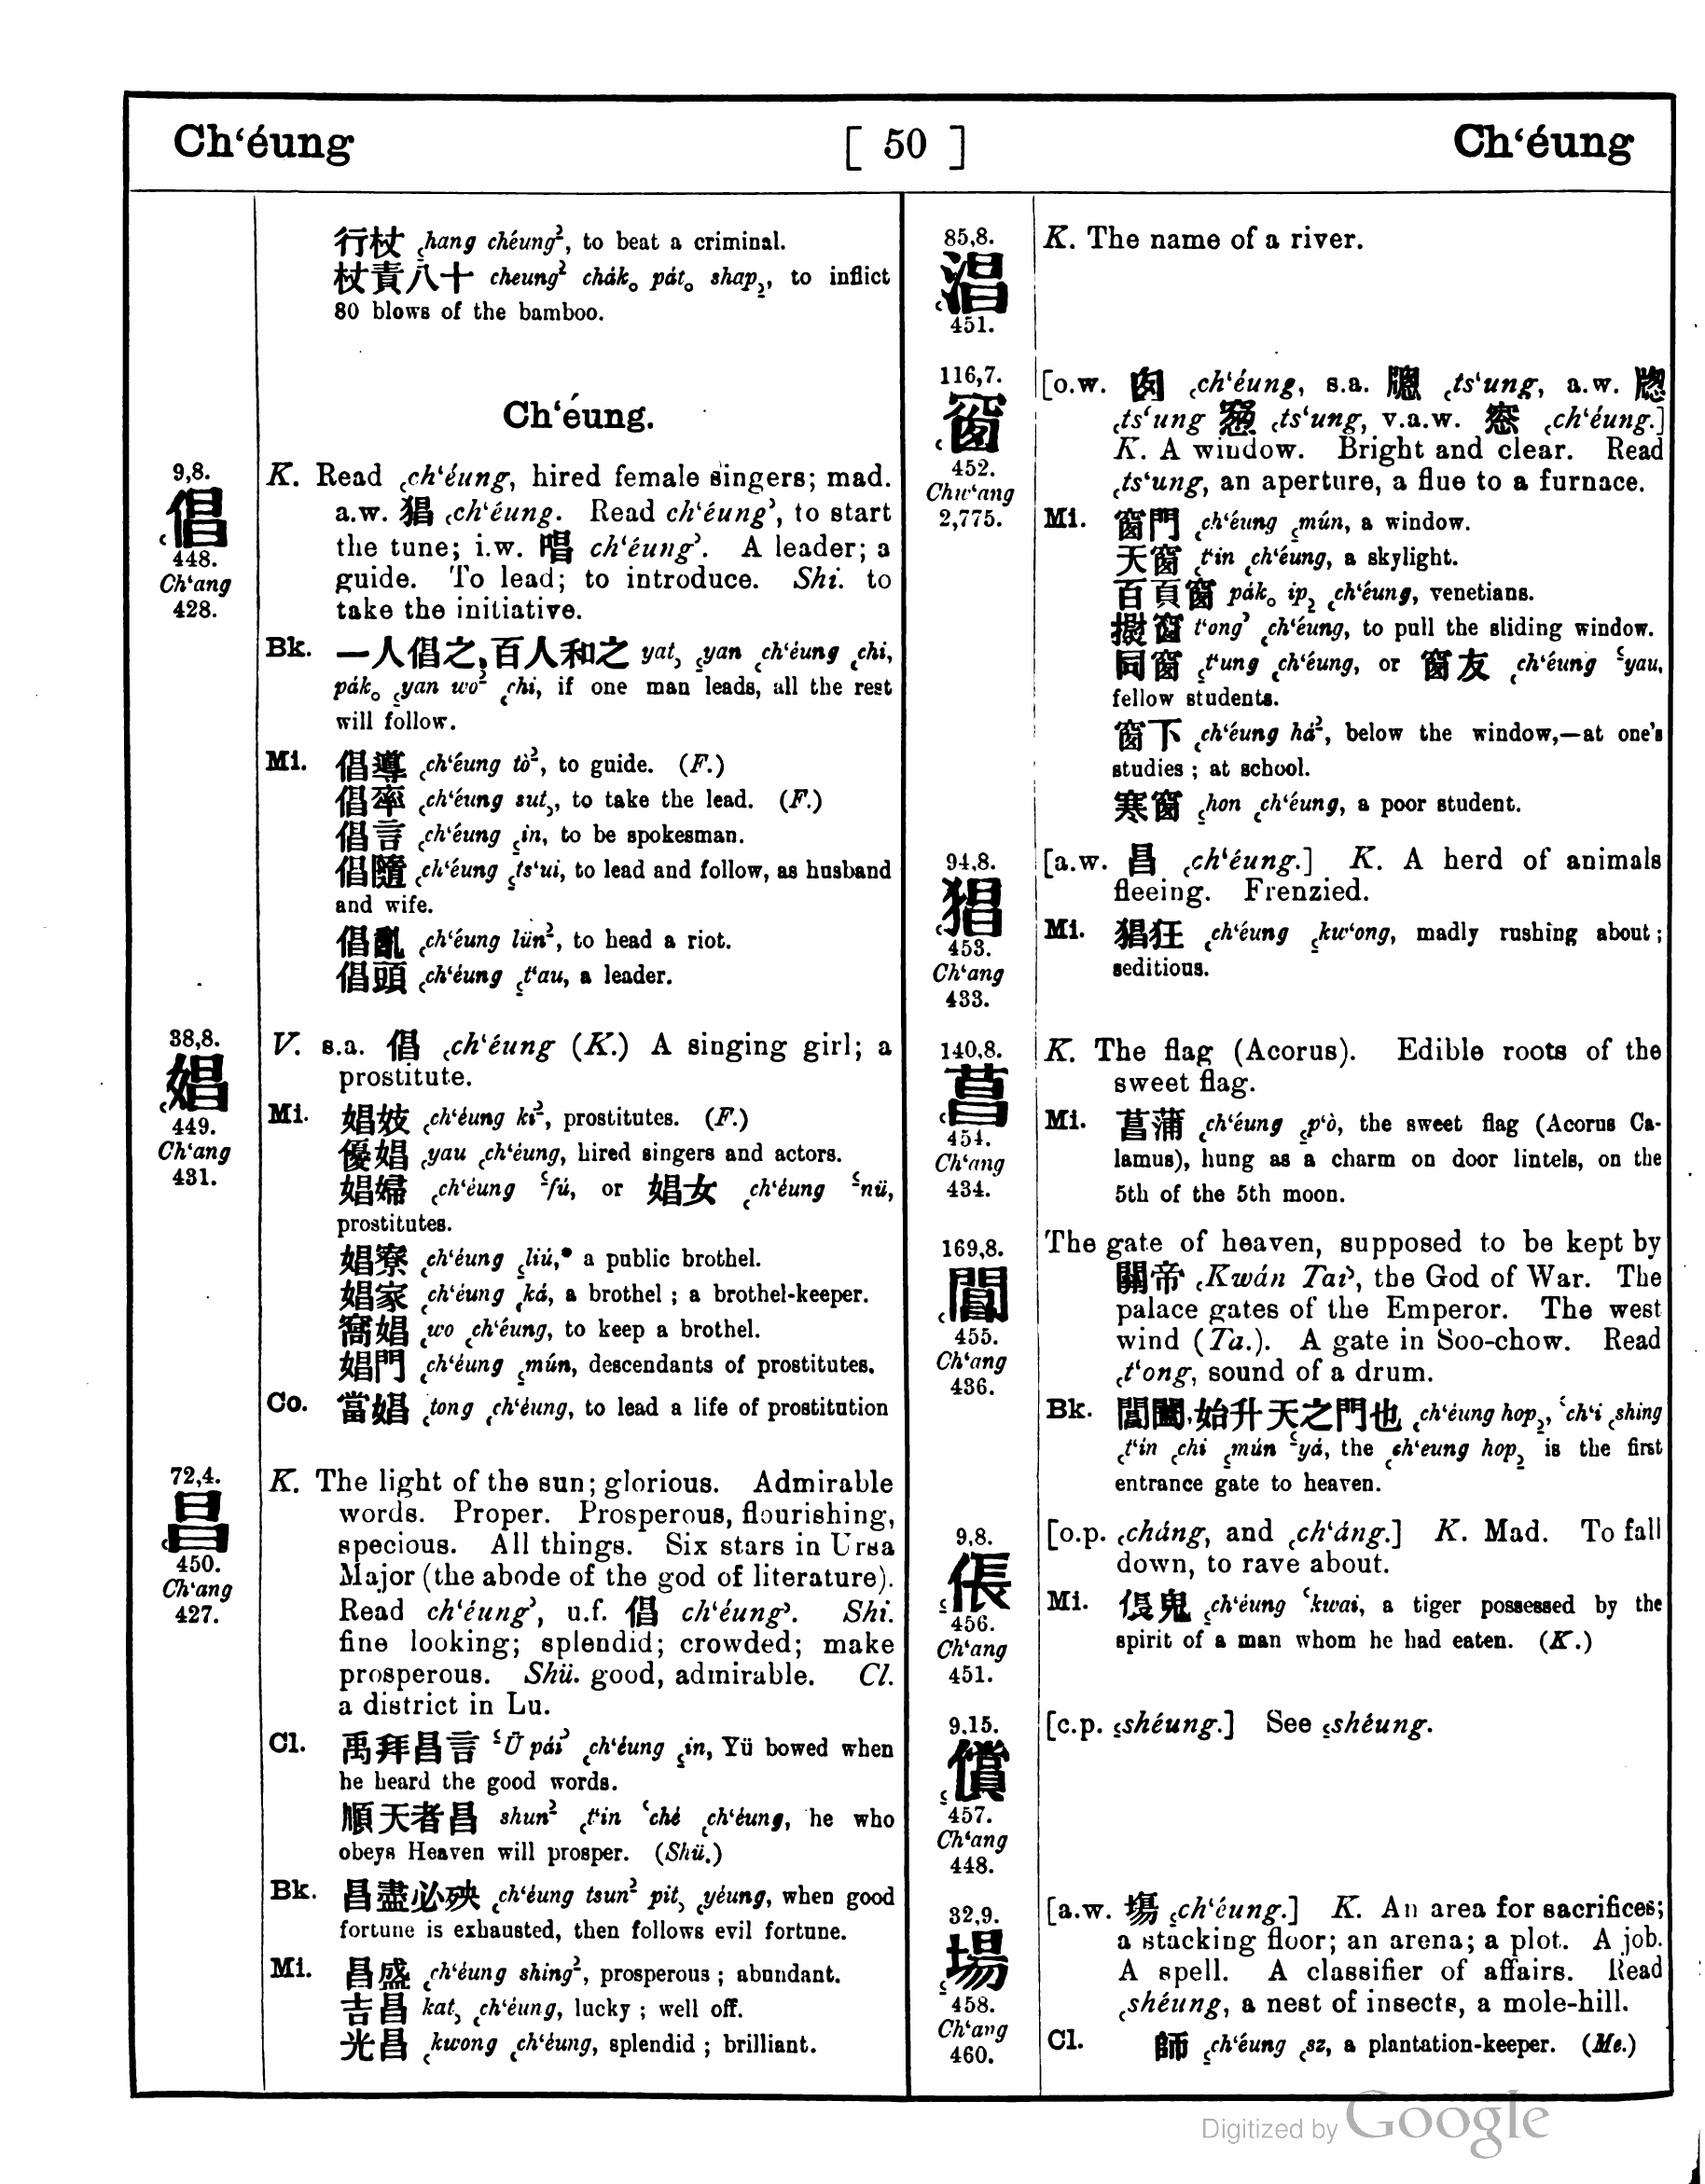 Ch‘éung [ 50 ] Ch‘éung
行杖 ͜hang chéung², to beat a criminal.
杖責八十 cheung² chák。 pát。 shap₂, to inflict
80 blows of the bamboo.
Ch‘éung.
9,8.
倡
448.
Ch‘ang
428.
K. Read ͜ch‘éung, hired female singers; mad.
a.w. 猖 ͜ch‘éung. Read ch‘éung’, to start
the tune; i.w. 唱 ch‘éung’. A leader; a
guide. To lead; to introduce. Shi. to
take the initiative.
Bk. 一人倡之,百人和之 yat, ͜yan ͜ch‘éung ͜chi,
pák。 ͜yan wo² ͜chi, if one man leads, all the rest
will follow.
Mi. 倡導 ͜ch‘éung tò², to guide. (F.)
倡率 ͜ch‘éung sut, to take the lead. (F.)
倡言 ͜ch‘éung ͜in, to be spokesman.
倡隨 ͜ch‘éung ͜ts‘ui, to lead and follow, as husband
and wife.
倡亂 ͜ch‘éung lün², to head a riot.
倡頭 ͜ch‘éung ͜t‘au, a leader.
38,8.
娼
449.
Ch‘ang
431.
V. s.a. 倡 ͜ch‘éung (K.) A singing girl; a
prostitute.
Mi. 娼妓 ͜ch‘éung ki², prostitutes. (F.)
優娼 ͜yau ͜ch‘éung, hired singers and actors.
娼婦 ͜ch‘éung ʿfú, or 娼女 ͜ch‘éung ʿnü,
prostitutes.
娼寮 ͜ch‘éung ͜liú,* a public brothel.
娼家 ͜ch‘éung ͜ká, a brothel ; a brothel-keeper.
窩娼 ͜wo ͜ch‘éung, to keep a brothel.
娼門 ͜ch‘éung ͜mún, descendants of prostitutes.
Co. 當娼 ͜tong ͜ch‘éung, to lead a life of prostitution
72,4.
昌
450.
Ch‘ang
427.
K. The light of the sun; glorious. Admirable
words. Proper. Prosperous, flourishing,
specious. All things. Six stars in Ursa
Major (the abode of the god of literature).
Read ch‘éung’, u.f. 倡 ch‘éung’. Shi.
fine looking; splendid; crowded; make
prosperous. Shü. good, admirable. Cl.
a district in Lu.
Cl. 禹拜昌言 ʿÜ pái’ ͜ch‘éung ͜in, Yü bowed when
he heard the good words.
順天者昌 shun² ͜t‘in ‘ché ͜ch‘éung, he who
obeys Heaven will prosper. (Shü.)
Bk. 昌盡必殃 ͜ch‘éung tsun² pit, ͜yéung, when good
fortune is exhausted, then follows evil fortune.
Mi. 昌盛 ͜ch‘éung shing², prosperous ; abundant.
吉昌 kat, ͜ch‘éung, lucky ; well off.
光昌 ͜kwong ͜ch‘éung, splendid ; brilliant.
85,8.
淐
451.
K. The name of a river.
116,7.
窗
452.
Chw‘ang
2,775.
[o.w. 囱 ͜ch‘éung, s.a. ͜ts‘ung, a.w. 牎
͜ts‘ung 窻 ͜ts‘ung, v.a.w. 窓 ͜ch‘éung.]
K. A window. Bright and clear. Read
͜ts‘ung, an aperture, a flue to a furnace.
Mi. 窗門 ͜ch‘éung ͜mún, a window.
天窗 ͜t‘in ͜ch‘éung, a skylight.
百頁窗 pák。 ip₂ ͜ch‘éung, venetians.
窗 t‘ong’ ͜ch‘éung, to pull the sliding window.
同窗 ͜t‘ung ͜ch‘éung, or 窗友 ͜ch‘éung ʿyau,
fellow students.
窗下 ͜ch‘éung há², below the window,—at one's
studies ; at school.
寒窗 ͜hon ͜ch‘éung, a poor student.
94,8.
猖
453.
Ch‘ang
433.
[a.w. 昌 ͜ch‘éung.] K. A herd of animals
fleeing. Frenzied.
Mi. 猖狂 ͜ch‘éung ͜kw‘ong, madly rushing about ;
seditious.
140,8.
菖
454.
Ch‘ang
434.
K. The flag (Acorus). Edible roots of the
sweet flag.
Mi. 菖蒲 ͜ch‘éung ͜p‘ò, the sweet flag (Acorus Ca-
lamus), hung as a charm on door lintels, on the
5th of the 5th moon.
169,8.
閶
455.
Ch‘ang
436.
The gate of heaven, supposed to be kept by
關帝 ͜Kwán Tai’, the God of War. The
palace gates of the Emperor. The west
wind (Ta.). A gate in Soo-chow. Read
͜t‘ong, sound of a drum.
Bk. 閶闔,始升天之門也 ͜ch‘éung hop₂, ‘ch‘i ͜shing
͜t‘in ͜chi ͜mún ʿyá, the ͜ch‘eung hop₂ is the first
entrance gate to heaven.
9,8.
倀
456.
Ch‘ang
451.
[o.p. ͜cháng, and ͜ch‘áng.] K. Mad. To fall
down, to rave about.
Mi. 倀鬼 ͜ch‘éung ‘kwai, a tiger possessed by the
spirit of a man whom he had eaten. (K.)
9,15.
償
457.
Ch‘ang
448.
[c.p. ͜shéung.] See ͜shéung.
32,9.
場
458.
Ch‘ang
460.
[a.w. 塲 ͜ch‘éung.] K. An area for sacrifices;
a stacking floor; an arena; a plot. A job.
A spell. A classifier of affairs. Read
͜shéung, a nest of insects, a mole-hill.
Cl. 師 ͜ch‘éung ͜sz, a plantation-keeper. (Me.)
Digitized by Google